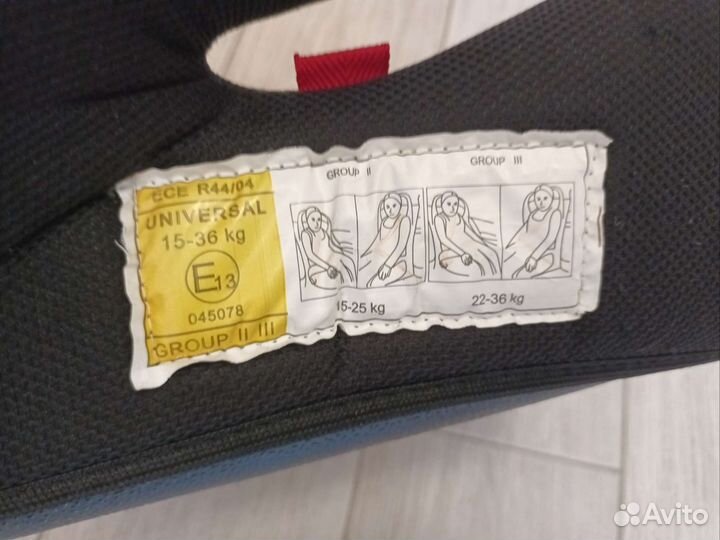 ECE R44/04
UNIVERSAL
15-36 kg
E13
045078
GROUP II III
GROUP II
15-25 kg
GROUP III
22-36 kg
Avito